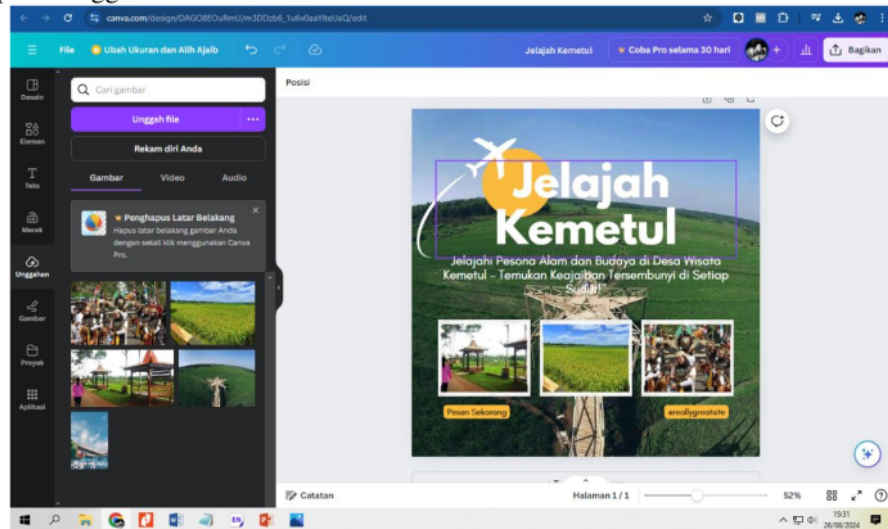 canva.com/design/DAGOBEOuRmU/m3DDzb6_1u6v0aaYIteUaQ/edit
File
Ubah Ukuran dan Alih Ajaib
Jelajah Kemetul
Coba Pro selama 30 hari
Bagikan
Desain
Elemen
Teks
Merek
Unggahan
Gambar
Proyek
Aplikasi
Cari gambar
Unggah file
Rekam diri Anda
Gambar
Video
Audio
Penghapus Latar Belakang
Hapus latar belakang gambar Anda
dengan sekali klik menggunakan Canva
Pro.
Posisi
Jelajah
Kemetul
Jelajahi Pesona Alam dan Budaya di Desa Wisata
Kemetul – Temukan Keajaiban Tersembunyi di Setiap
Sudut!"
Pesan Sekarang
@reallygreatsite
Catatan
Halaman 1 / 1
52%
15:31
26/08/2024